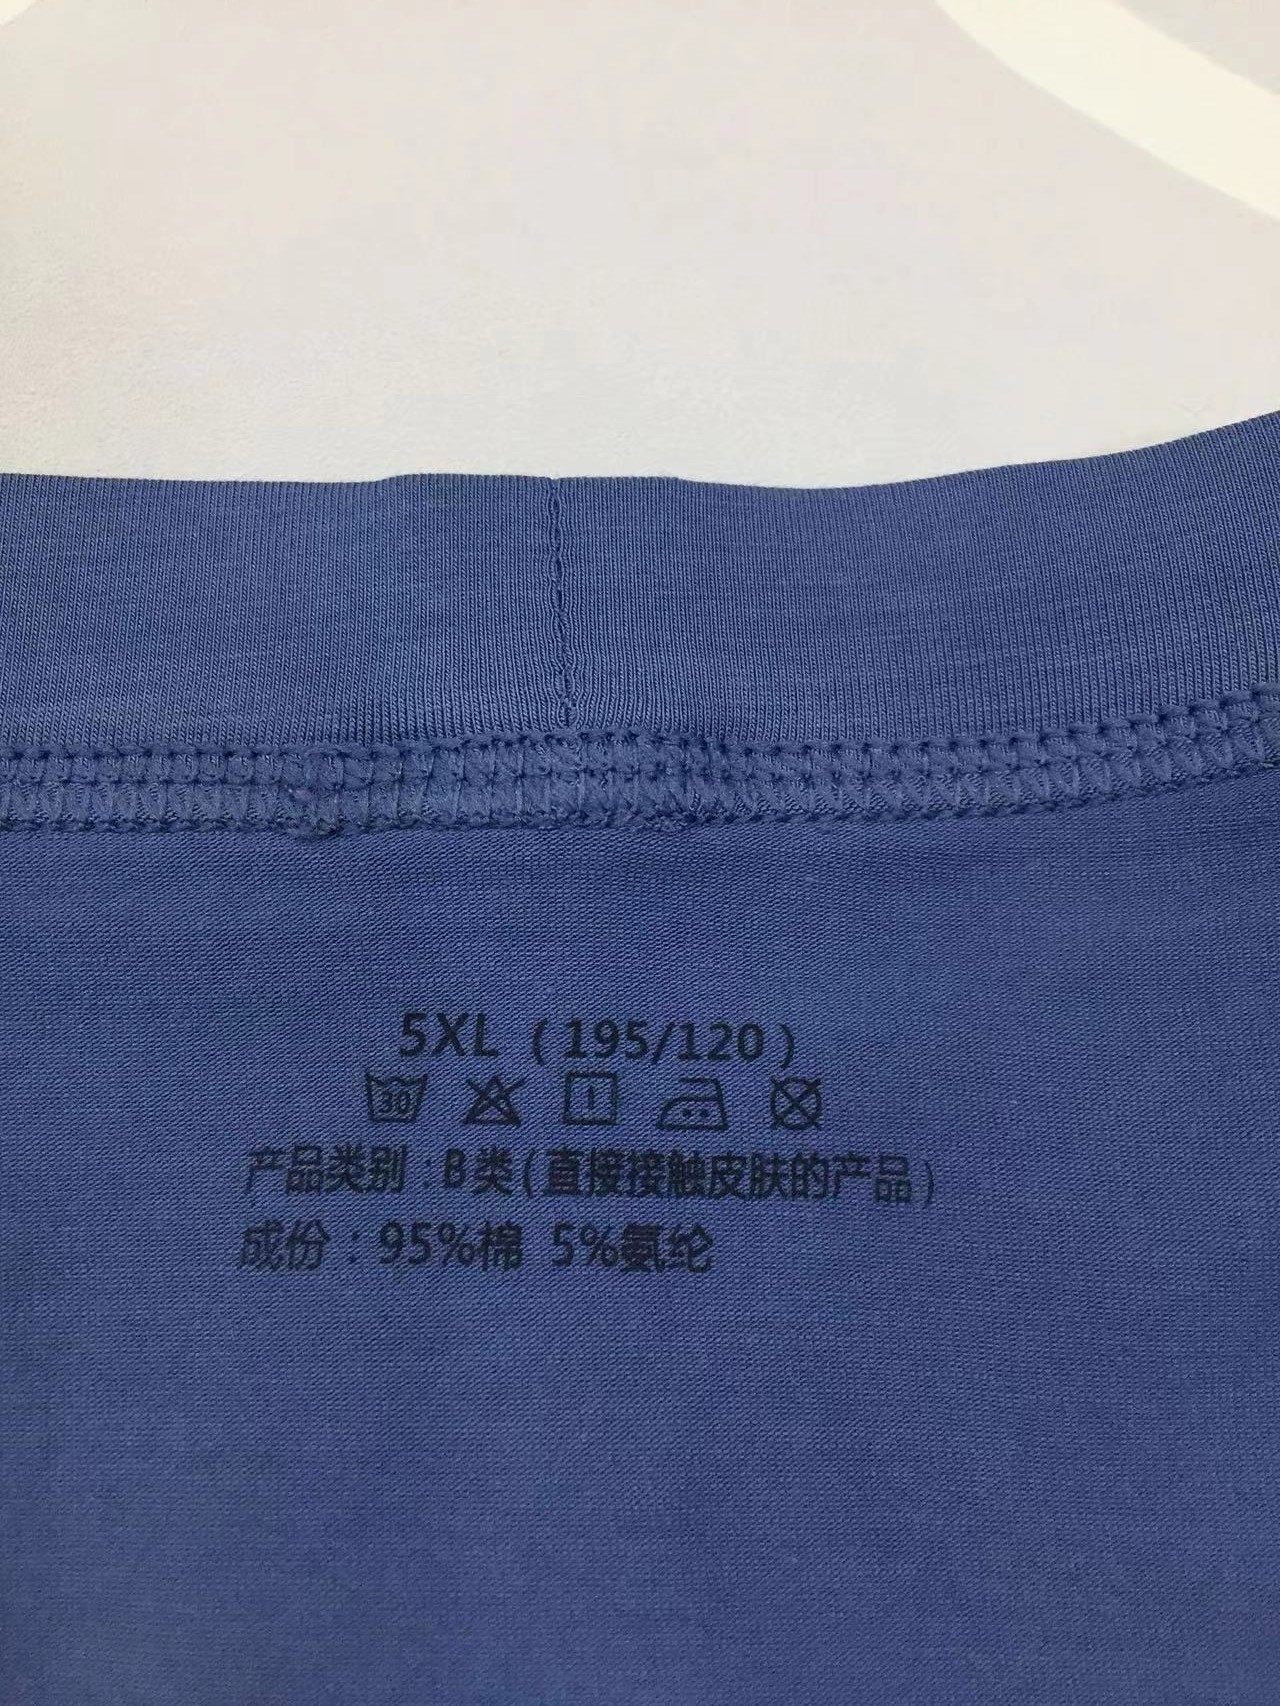 5XL (195/120)
30
产品类别:B类(直接接触皮肤的产品)
成份:95%棉 5%氨纶